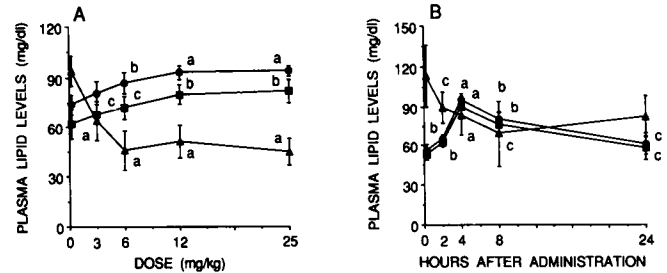 A
PLASMA LIPID LEVELS (mg/dl)
120
90
60
30
0
b
a
a
a
c
c
b
b
a
a
a
0 3 6 12 25
DOSE (mg/kg)
B
PLASMA LIPID LEVELS (mg/dl)
150
120
90
60
30
0
c
a
b
b
b
b
a
c
c
c
0 2 4 8 24
HOURS AFTER ADMINISTRATION